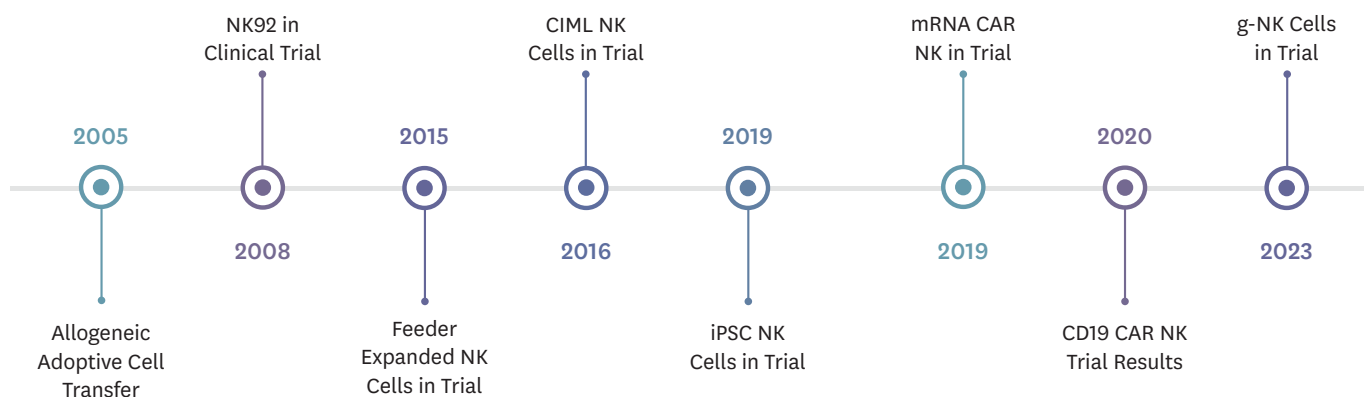 2005
Allogeneic
Adoptive Cell
Transfer
NK92 in
Clinical Trial
2008
2015
Feeder
Expanded NK
Cells in Trial
CIML NK
Cells in Trial
2016
2019
iPSC NK
Cells in Trial
mRNA CAR
NK in Trial
2019
2020
CD19 CAR NK
Trial Results
g-NK Cells
in Trial
2023